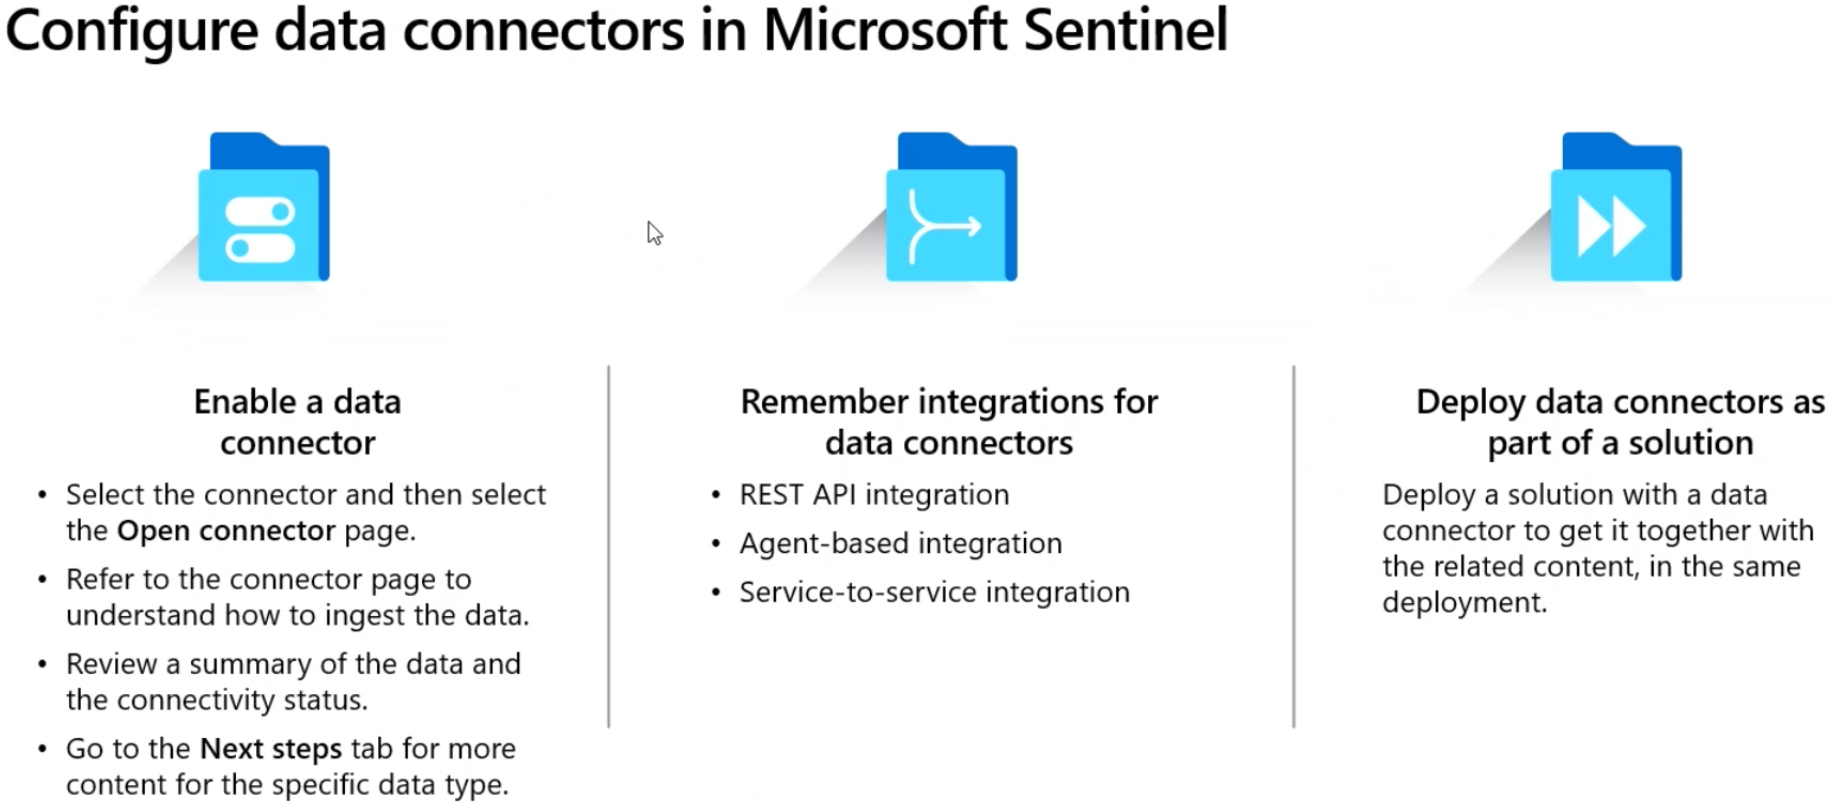 Configure data connectors in Microsoft Sentinel
Enable a data
connector
• Select the connector and then select
the Open connector page.
• Refer to the connector page to
understand how to ingest the data.
• Review a summary of the data and
the connectivity status.
• Go to the Next steps tab for more
content for the specific data type.
Remember integrations for
data connectors
• REST API integration
• Agent-based integration
• Service-to-service integration
Deploy data connectors as
part of a solution
Deploy a solution with a data
connector to get it together with
the related content, in the same
deployment.